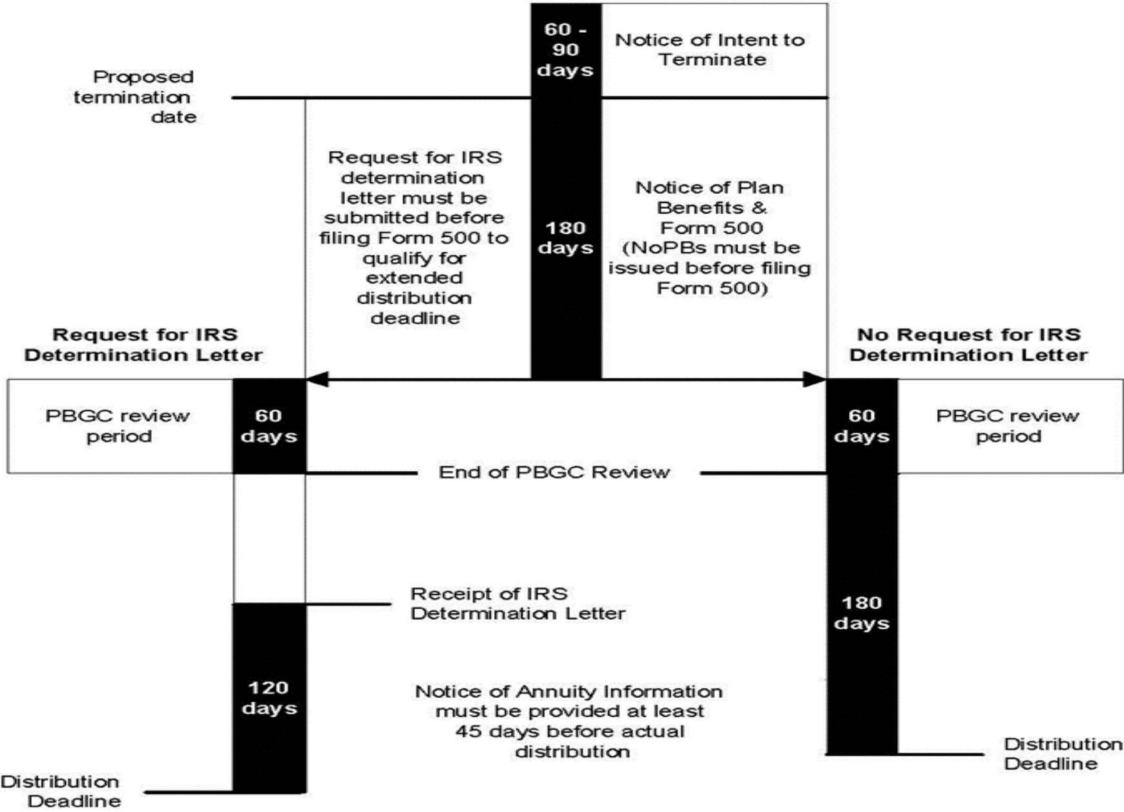 60 -
90
days
Notice of Intent to
Terminate
Proposed
termination
date
Request for IRS
determination
letter must be
submitted before
filing Form 500 to
qualify for
extended
distribution
deadline
180
days
Notice of Plan
Benefits &
Form 500
(NoPBs must be
issued before filing
Form 500)
Request for IRS
Determination Letter
No Request for IRS
Determination Letter
PBGC review
period
60
days
60
days
PBGC review
period
End of PBGC Review
Receipt of IRS
Determination Letter
180
days
120
days
Notice of Annuity Information
must be provided at least
45 days before actual
distribution
Distribution
Deadline
Distribution
Deadline